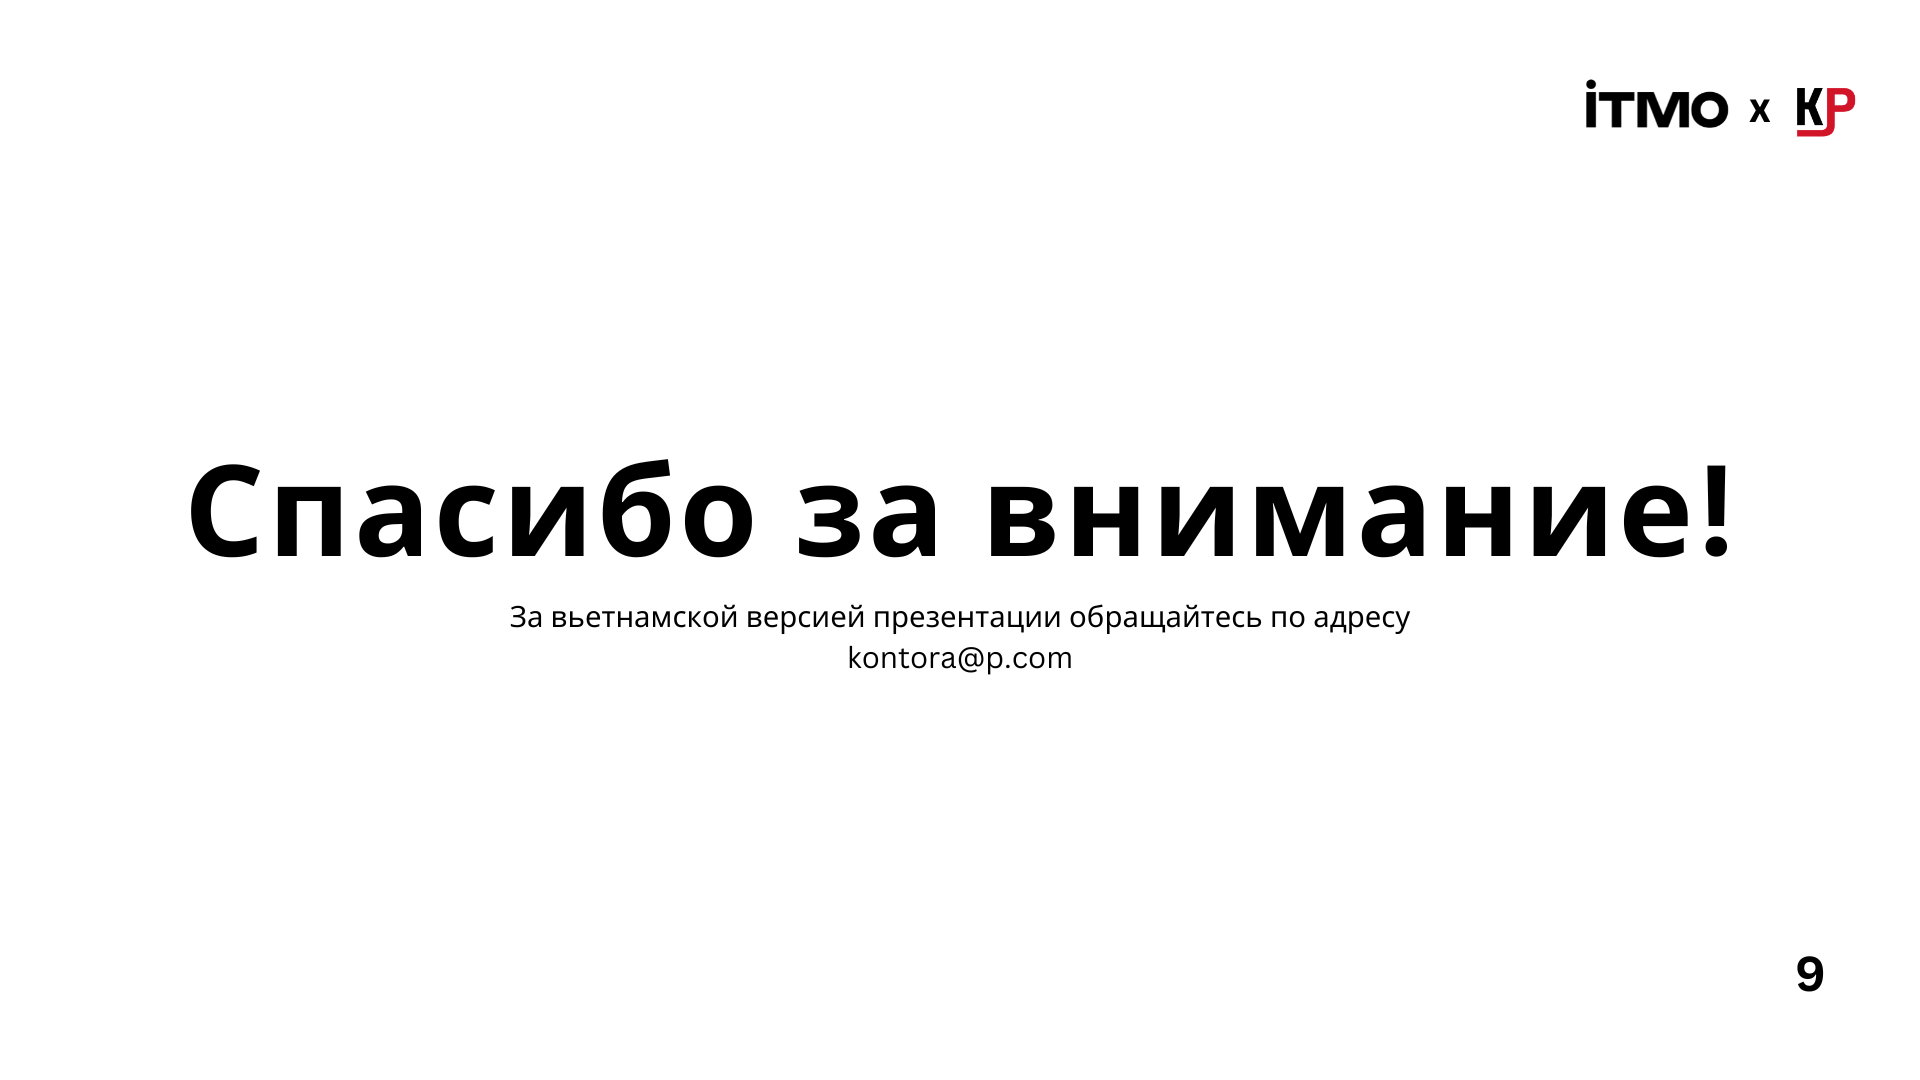 iTMO x KP
Спасибо за внимание!
За вьетнамской версией презентации обращайтесь по адресу
kontora@p.com
9